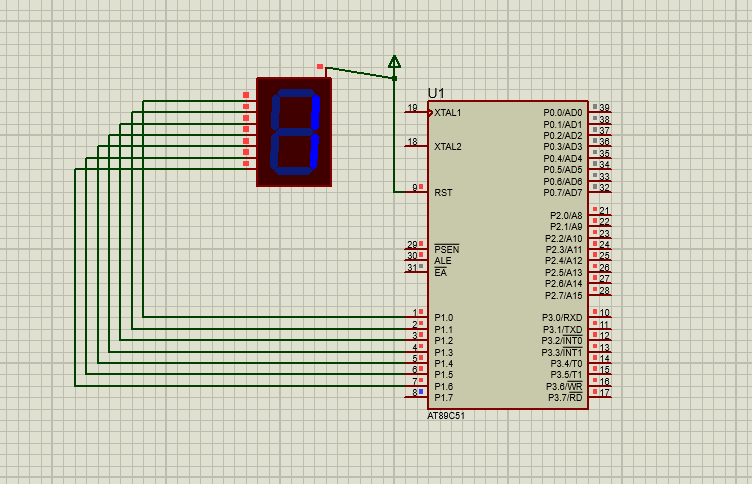 U1
19 XTAL1 P0.0/AD0 39
P0.1/AD1 38
P0.2/AD2 37
18 XTAL2 P0.3/AD3 36
P0.4/AD4 35
P0.5/AD5 34
P0.6/AD6 33
9 RST P0.7/AD7 32
P2.0/A8 21
P2.1/A9 22
P2.2/A10 23
29 PSEN P2.3/A11 24
30 ALE P2.4/A12 25
31 EA P2.5/A13 26
P2.6/A14 27
P2.7/A15 28
1 P1.0 P3.0/RXD 10
2 P1.1 P3.1/TXD 11
3 P1.2 P3.2/INT0 12
4 P1.3 P3.3/INT1 13
5 P1.4 P3.4/T0 14
6 P1.5 P3.5/T1 15
7 P1.6 P3.6/WR 16
8 P1.7 P3.7/RD 17
AT89C51